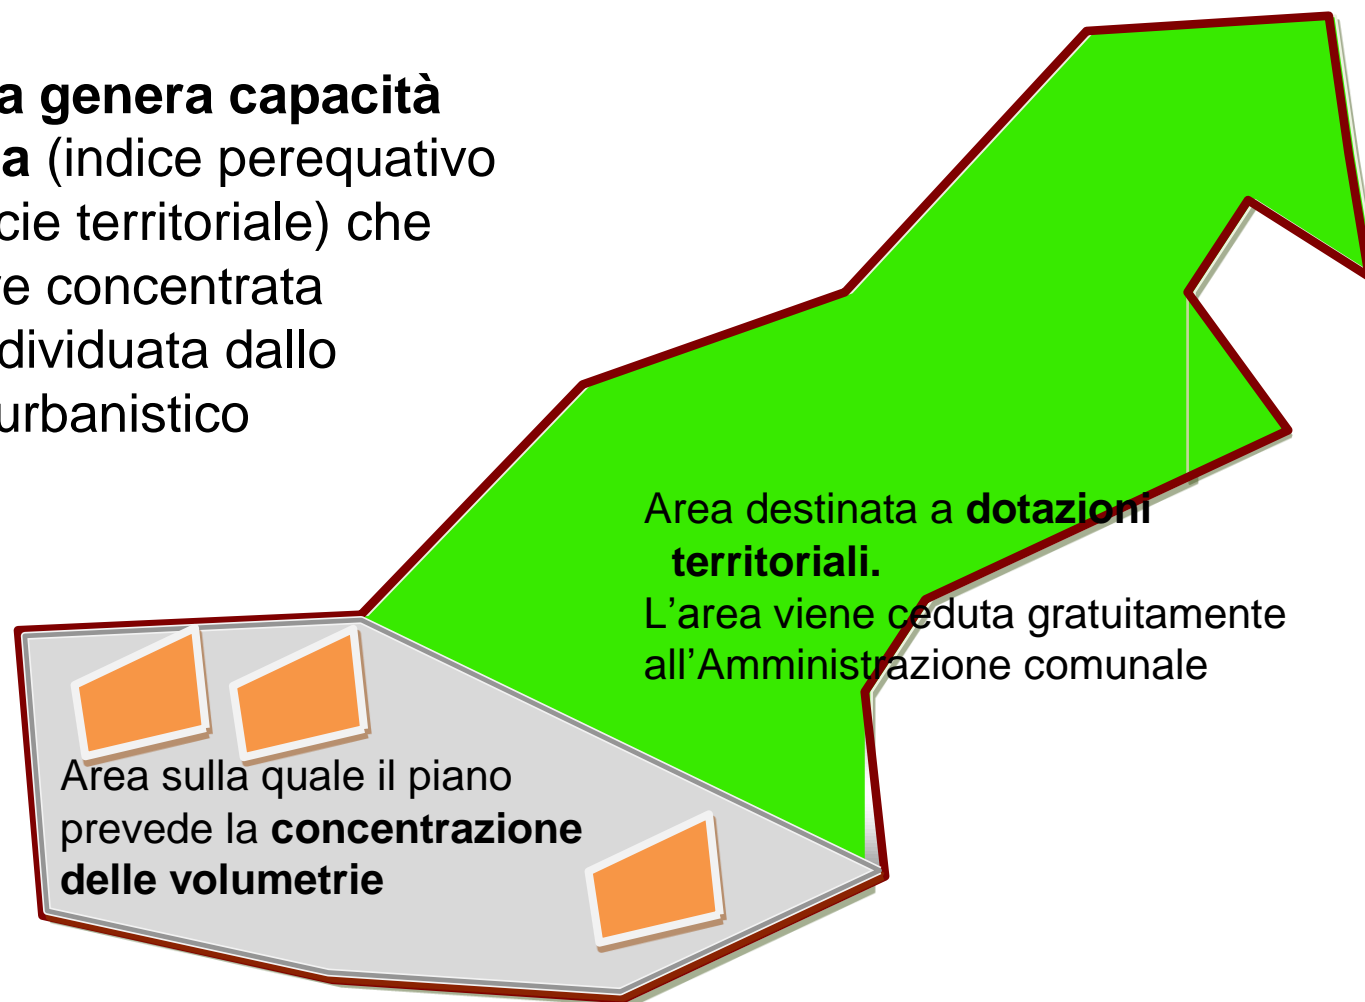 a genera capacità
a (indice perequativo
cie territoriale) che
e concentrata
dividuata dallo
urbanistico
Area destinata a dotazioni
territoriali.
L’area viene ceduta gratuitamente
all’Amministrazione comunale
Area sulla quale il piano
prevede la concentrazione
delle volumetrie